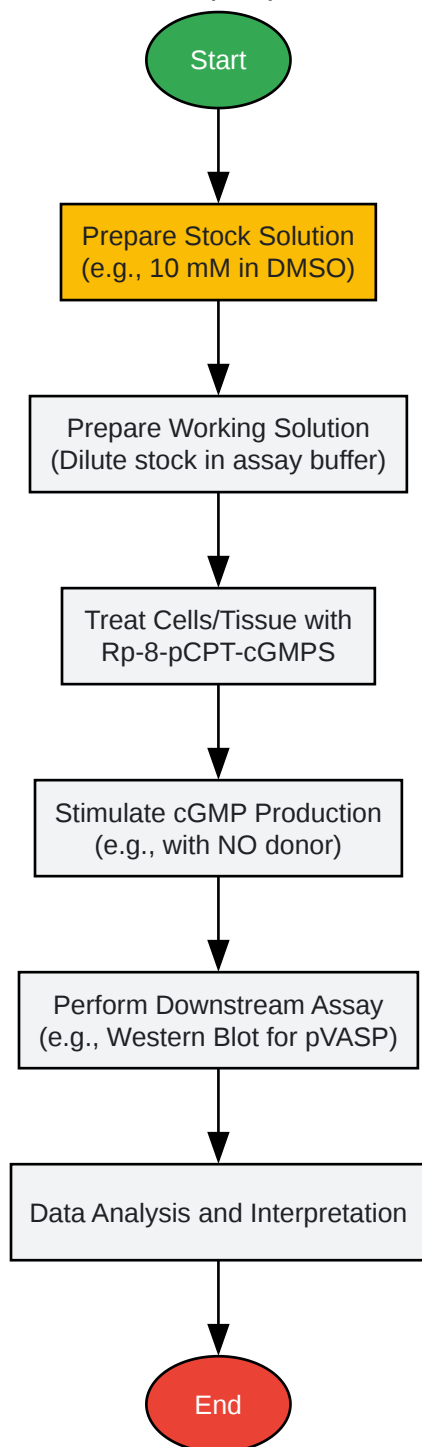 Start
Prepare Stock Solution
(e.g., 10 mM in DMSO)
Prepare Working Solution
(Dilute stock in assay buffer)
Treat Cells/Tissue with
Rp-8-pCPT-cGMPS
Stimulate cGMP Production
(e.g., with NO donor)
Perform Downstream Assay
(e.g., Western Blot for pVASP)
Data Analysis and Interpretation
End